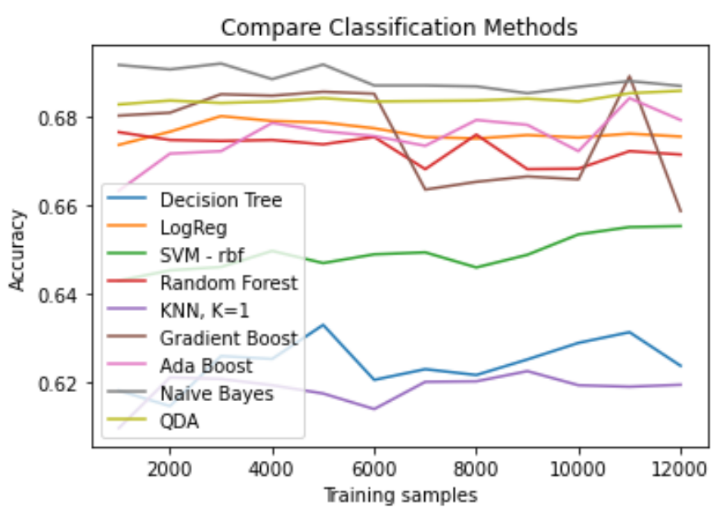 Compare Classification Methods
Accuracy
0.68
0.66
0.64
0.62
Decision Tree
LogReg
SVM - rbf
Random Forest
KNN, K=1
Gradient Boost
Ada Boost
Naive Bayes
QDA
2000 4000 6000 8000 10000 12000
Training samples